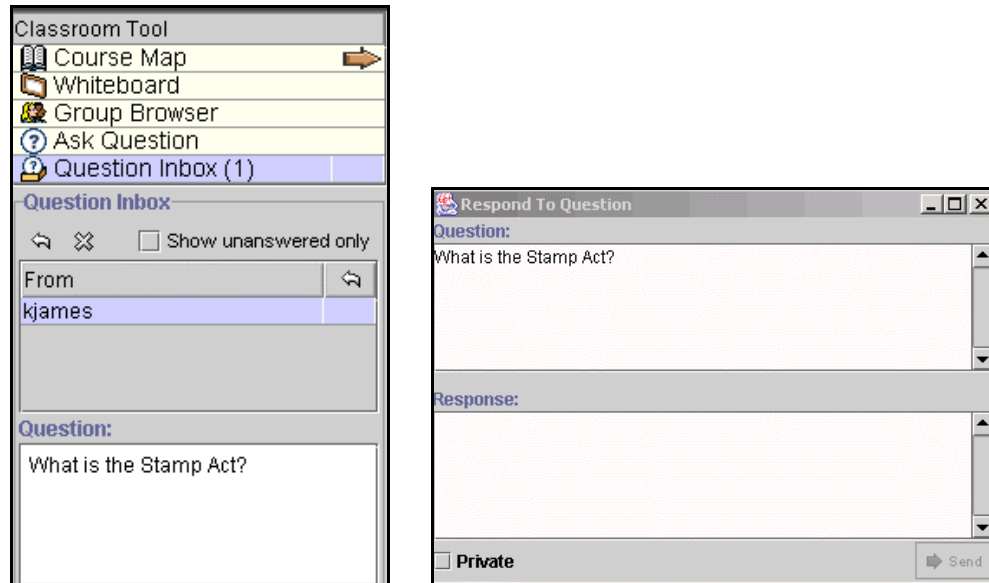 Classroom Tool
Course Map
Whiteboard
Group Browser
Ask Question
Question Inbox (1)
Question Inbox
Show unanswered only
From
kjames
Question:
What is the Stamp Act?
Respond To Question
Question:
What is the Stamp Act?
Response:
Private
Send